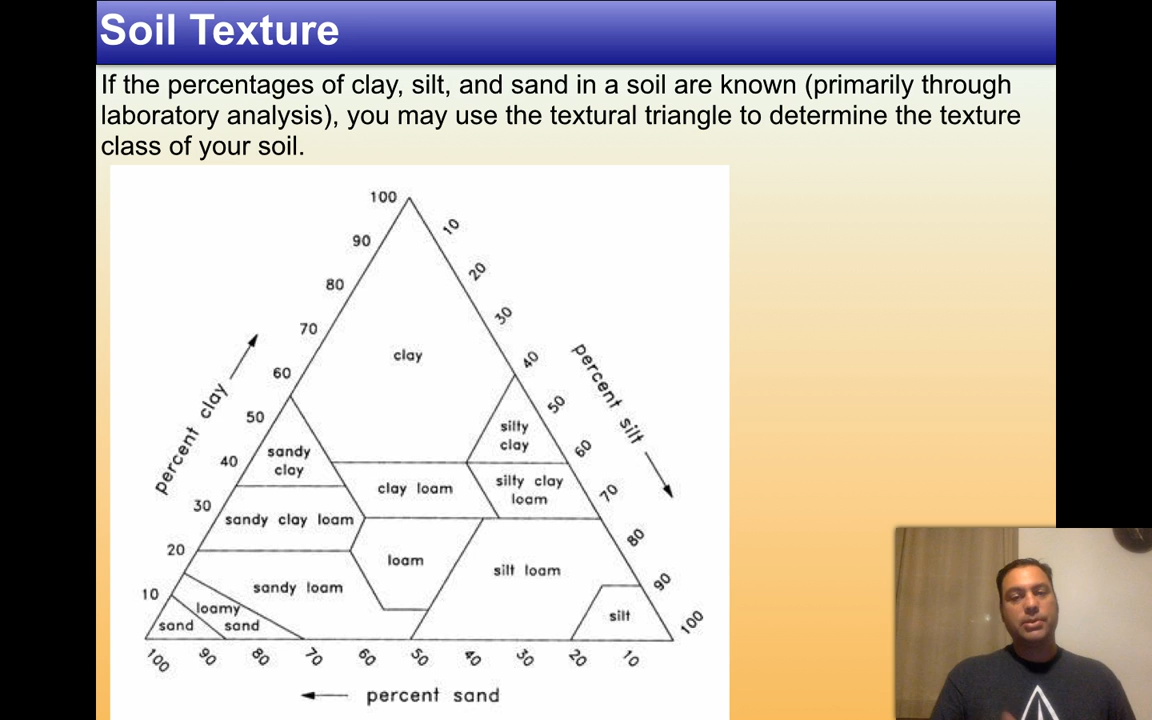 Soil Texture
If the percentages of clay, silt, and sand in a soil are known (primarily through
laboratory analysis), you may use the textural triangle to determine the texture
class of your soil.
100
90
80
70
60
50
40
30
20
10
percent clay
10
20
30
40
50
60
70
80
90
100
percent silt
clay
silty
clay
sandy
clay
clay loam
silty clay
loam
sandy clay loam
loam
silt loam
sandy loam
loamy
sand
sand
silt
100
90
80
70
60
50
40
30
20
10
percent sand